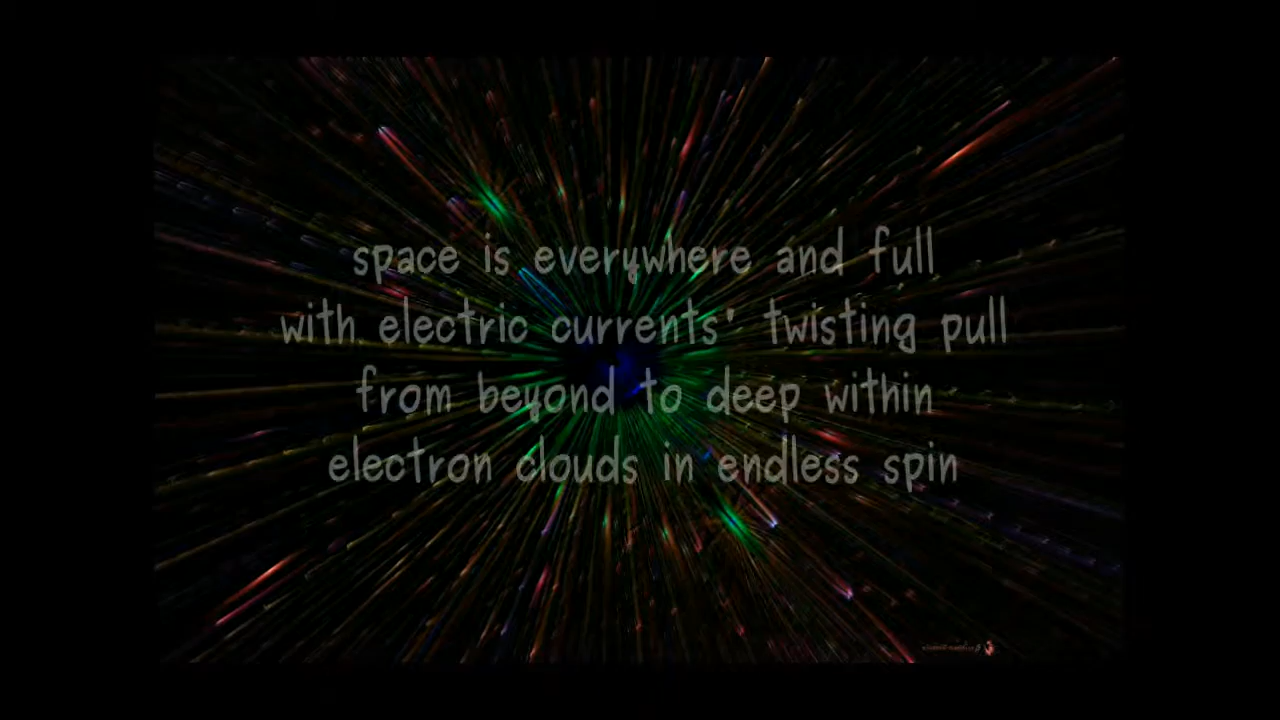 space is everywhere and full
with electric currents' twisting pull
from beyond to deep within
electron clouds in endless spin